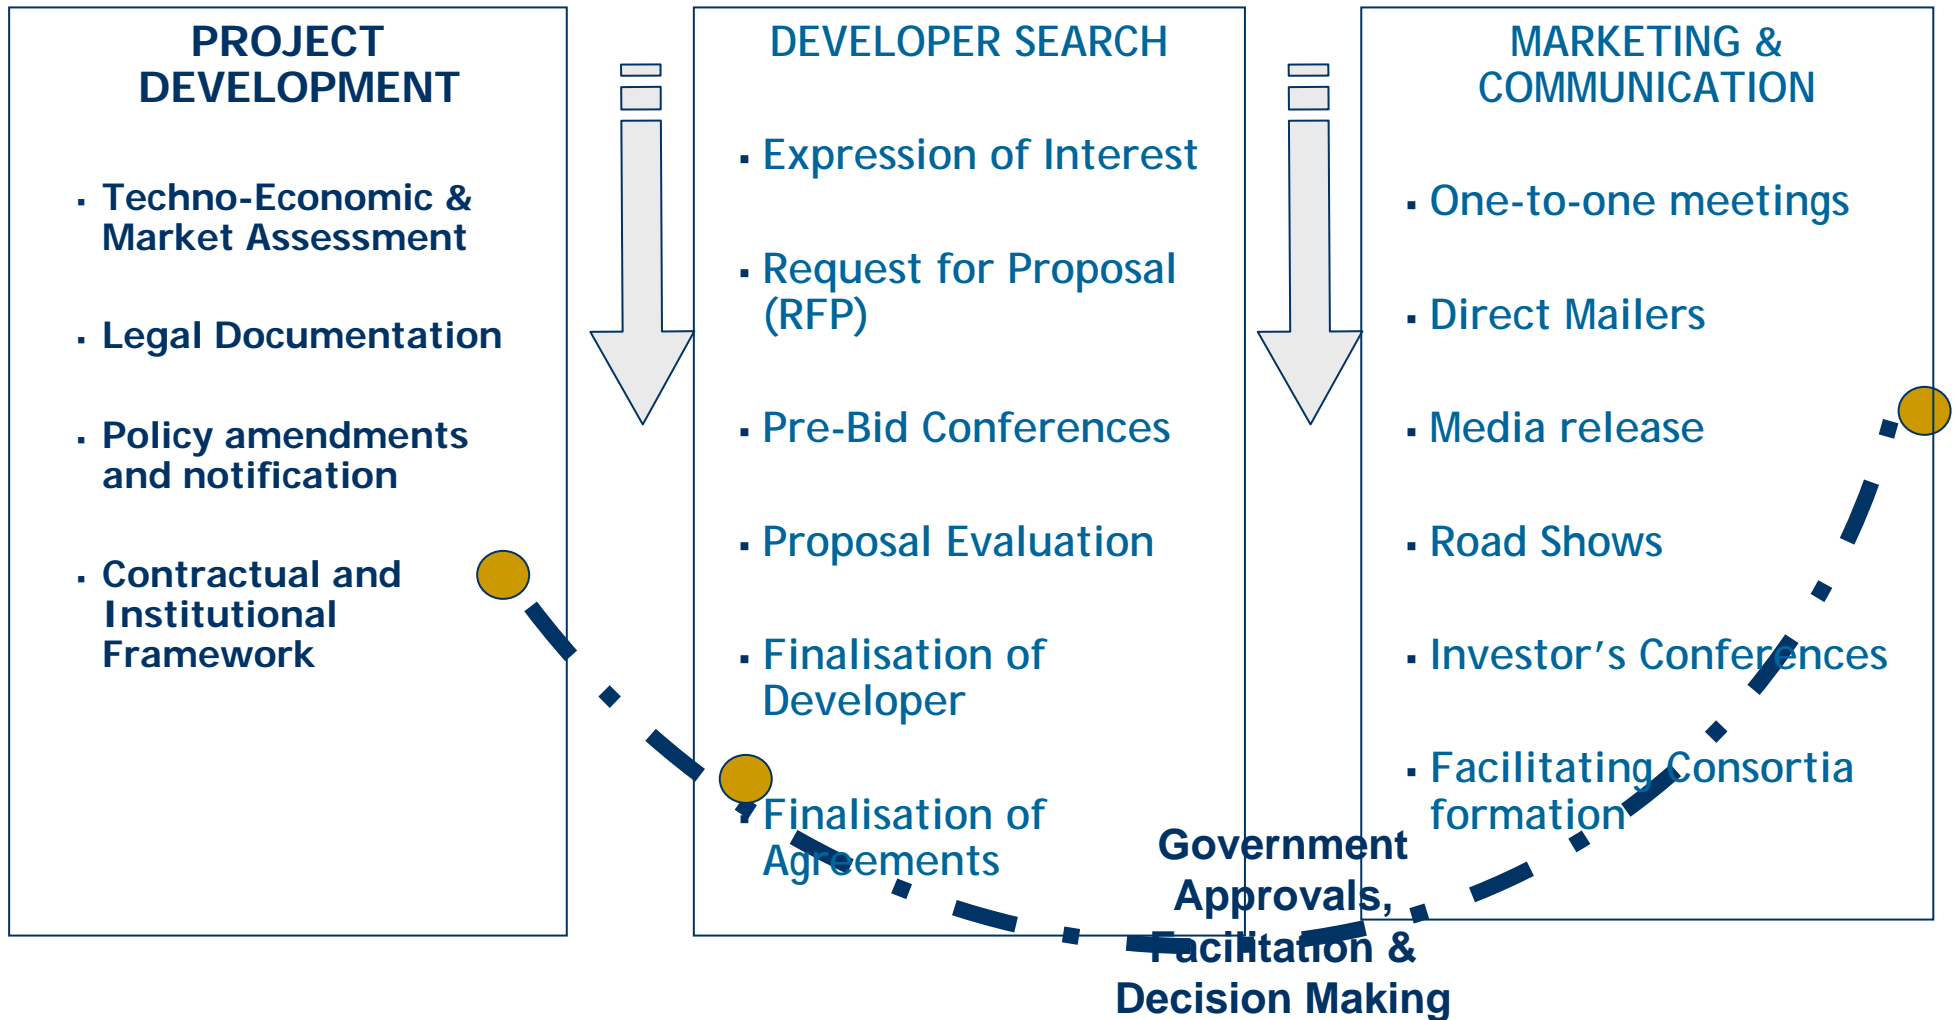 PROJECT
DEVELOPMENT
▪ Techno-Economic &
Market Assessment
▪ Legal Documentation
▪ Policy amendments
and notification
▪ Contractual and
Institutional
Framework
DEVELOPER SEARCH
▪ Expression of Interest
▪ Request for Proposal
(RFP)
▪ Pre-Bid Conferences
▪ Proposal Evaluation
▪ Finalisation of
Developer
▪ Finalisation of
Agreements
MARKETING &
COMMUNICATION
▪ One-to-one meetings
▪ Direct Mailers
▪ Media release
▪ Road Shows
▪ Investor’s Conferences
▪ Facilitating Consortia
formation
Government
Approvals,
Facilitation &
Decision Making